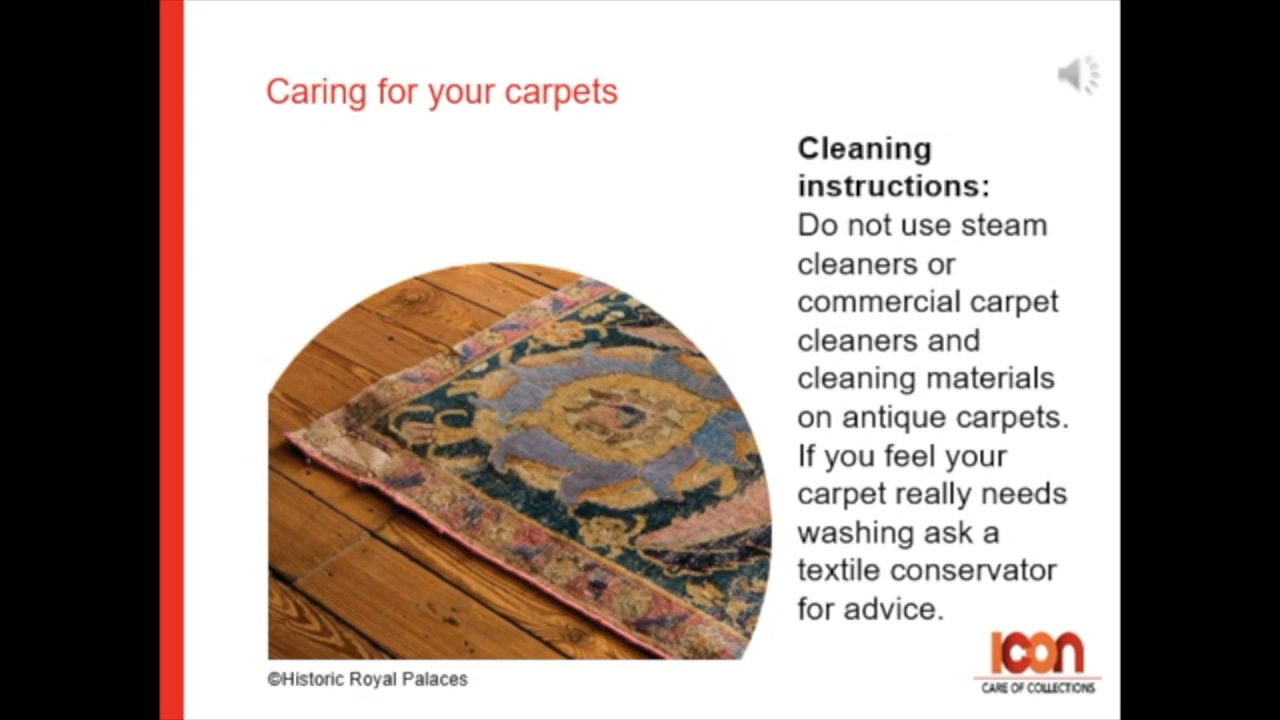 Caring for your carpets
Cleaning
instructions:
Do not use steam
cleaners or
commercial carpet
cleaners and
cleaning materials
on antique carpets.
If you feel your
carpet really needs
washing ask a
textile conservator
for advice.
©Historic Royal Palaces
Icon
CARE OF COLLECTIONS